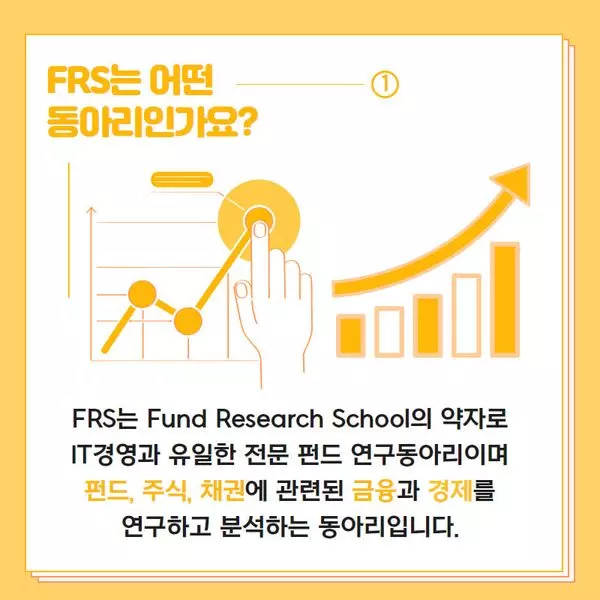 FRS는 어떤
①
동아리인가요?
FRS는 Fund Research School의 약자로
IT경영과 유일한 전문 펀드 연구동아리이며
펀드, 주식, 채권에 관련된 금융과 경제를
연구하고 분석하는 동아리입니다.